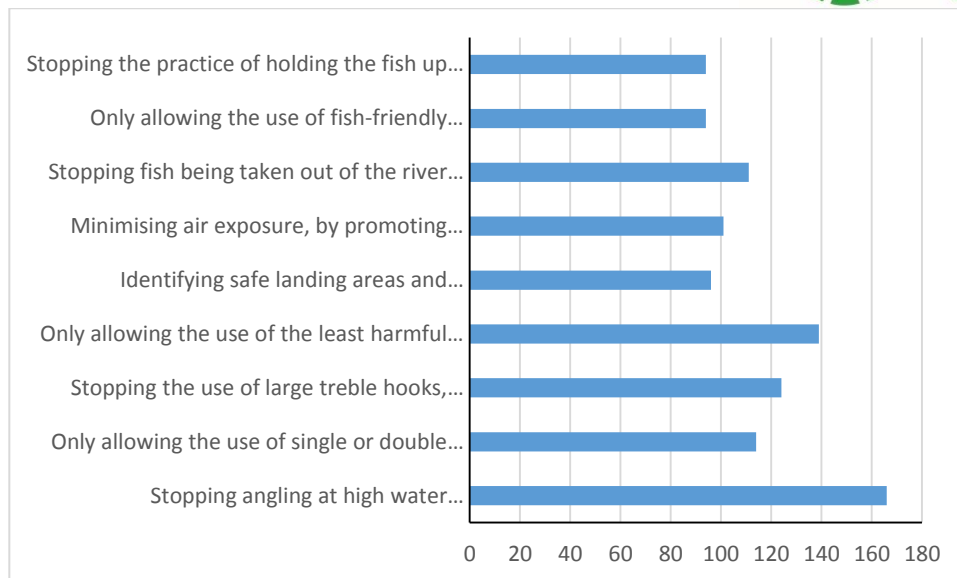 Stopping the practice of holding the fish up...
Only allowing the use of fish-friendly...
Stopping fish being taken out of the river...
Minimising air exposure, by promoting...
Identifying safe landing areas and...
Only allowing the use of the least harmful...
Stopping the use of large treble hooks,...
Only allowing the use of single or double...
Stopping angling at high water...
0 20 40 60 80 100 120 140 160 180